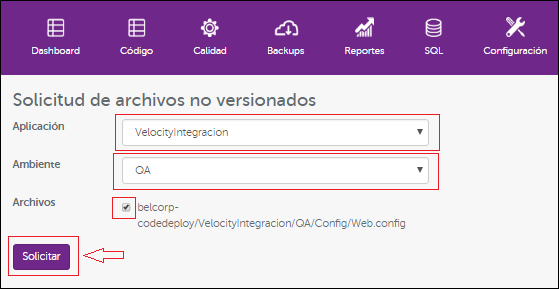 Dashboard Código Calidad Backups Reportes SQL Configuración
Solicitud de archivos no versionados
Aplicación VelocityIntegracion
Ambiente QA
Archivos belcorp-
codedeploy/VelocityIntegracion/QA/Config/Web.config
Solicitar